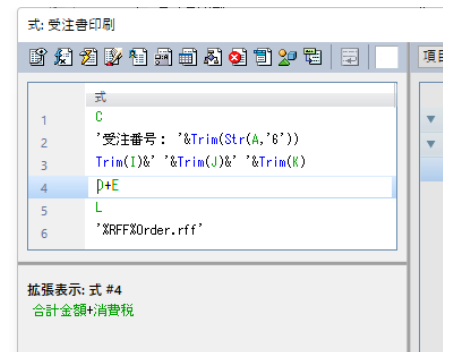 式: 受注書印刷
項目
式
1 C
2 '受注番号： '&Trim(Str(A,'6'))
3 Trim(I)&' '&Trim(J)&' '&Trim(K)
4 D+E
5 L
6 '%RFF%Order.rff'
拡張表示: 式 #4
合計金額+消費税